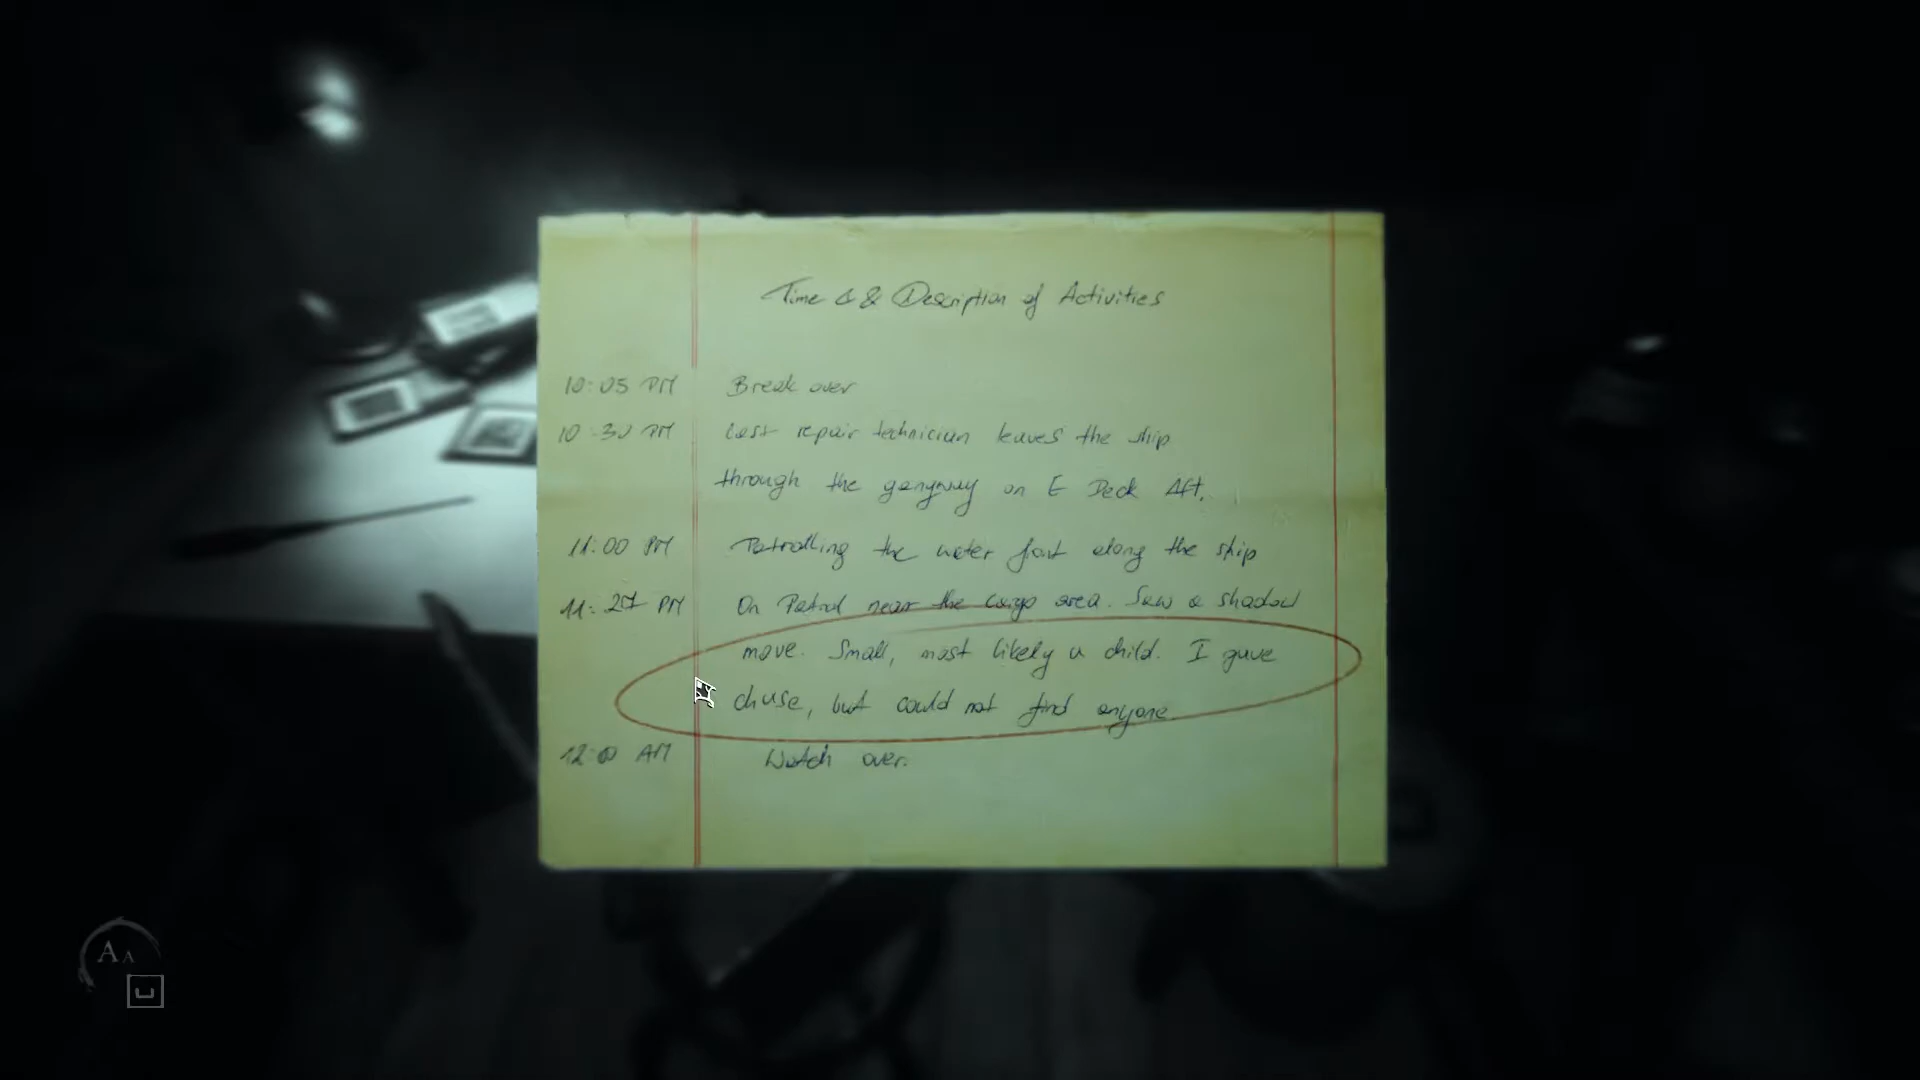 Time & Description of Activities
10:05 PM Break over
10:30 PM Last repair technician leaves the ship
through the gangway on E Deck Aft.
11:00 PM Patrolling the water front along the ship
11:27 PM On Patrol near the cargo area. Saw a shadow
move. Small, most likely a child. I gave
chase, but could not find anyone.
12:00 AM Watch over.
A A